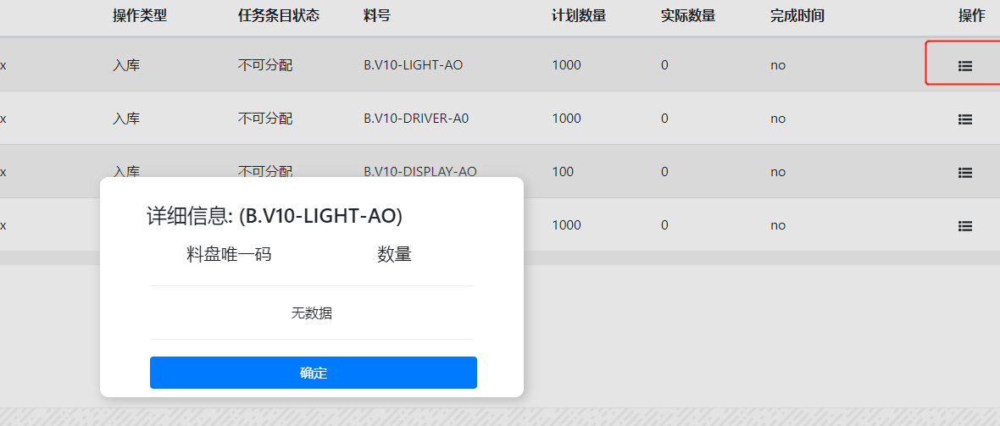 操作类型 任务条目状态 料号 计划数量 实际数量 完成时间 操作
x 入库 不可分配 B.V10-LIGHT-AO 1000 0 no
x 入库 不可分配 B.V10-DRIVER-A0 1000 0 no
x 入库 不可分配 B.V10-DISPLAY-AO 100 0 no
x 1000 0 no
详细信息: (B.V10-LIGHT-AO)
料盘唯一码 数量
无数据
确定